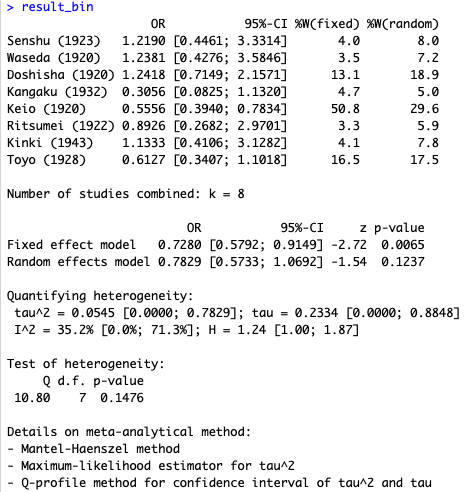 > result_bin
                    OR           95%-CI %W(fixed) %W(random)
Senshu (1923)   1.2190 [0.4461; 3.3314]       4.0        8.0
Waseda (1920)   1.2381 [0.4276; 3.5846]       3.5        7.2
Doshisha (1920) 1.2418 [0.7149; 2.1571]      13.1       18.9
Kangaku (1932)  0.3056 [0.0825; 1.1320]       4.7        5.0
Keio (1920)     0.5556 [0.3940; 0.7834]      50.8       29.6
Ritsumei (1922) 0.8926 [0.2682; 2.9701]       3.3        5.9
Kinki (1943)    1.1333 [0.4106; 3.1282]       4.1        7.8
Toyo (1928)     0.6127 [0.3407; 1.1018]      16.5       17.5
Number of studies combined: k = 8
                         OR           95%-CI     z p-value
Fixed effect model   0.7280 [0.5792; 0.9149] -2.72  0.0065
Random effects model 0.7829 [0.5733; 1.0692] -1.54  0.1237
Quantifying heterogeneity:
 tau^2 = 0.0545 [0.0000; 0.7829]; tau = 0.2334 [0.0000; 0.8848]
 I^2 = 35.2% [0.0%; 71.3%]; H = 1.24 [1.00; 1.87]
Test of heterogeneity:
     Q d.f. p-value
 10.80    7  0.1476
Details on meta-analytical method:
- Mantel-Haenszel method
- Maximum-likelihood estimator for tau^2
- Q-profile method for confidence interval of tau^2 and tau